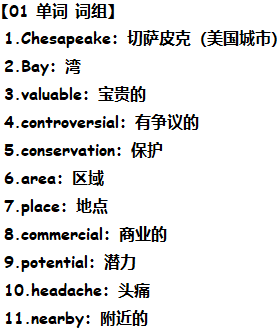 【01 单词 词组】
1.Chesapeake：切萨皮克（美国城市）
2.Bay：湾
3.valuable：宝贵的
4.controversial：有争议的
5.conservation：保护
6.area：区域
7.place：地点
8.commercial：商业的
9.potential：潜力
10.headache：头痛
11.nearby：附近的